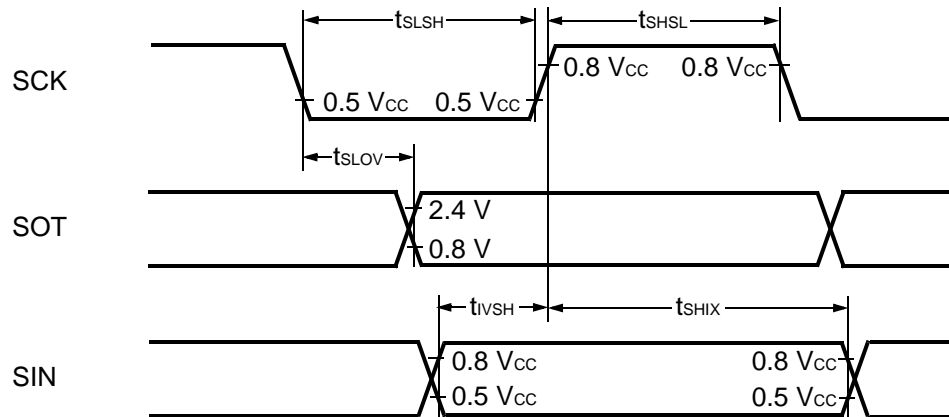 tSLSH tSHSL
SCK
0.8 VCC 0.8 VCC
0.5 VCC 0.5 VCC
tSLOV
SOT
2.4 V
0.8 V
tIVSH tSHIX
SIN
0.8 VCC 0.8 VCC
0.5 VCC 0.5 VCC